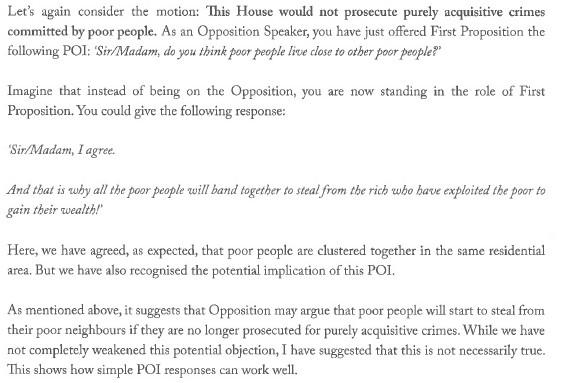 Let's again consider the motion: This House would not prosecute purely acquisitive crimes
committed by poor people. As an Opposition Speaker, you have just offered First Proposition the
following POI: 'Sir/Madam, do you think poor people live close to other poor people?'
Imagine that instead of being on the Opposition, you are now standing in the role of First
Proposition. You could give the following response:
'Sir/Madam, I agree.
And that is why all the poor people will band together to steal from the rich who have exploited the poor to
gain their wealth!'
Here, we have agreed, as expected, that poor people are clustered together in the same residential
area. But we have also recognised the potential implication of this POI.
As mentioned above, it suggests that Opposition may argue that poor people will start to steal from
their poor neighbours if they are no longer prosecuted for purely acquisitive crimes. While we have
not completely weakened this potential objection, I have suggested that this is not necessarily true.
This shows how simple POI responses can work well.